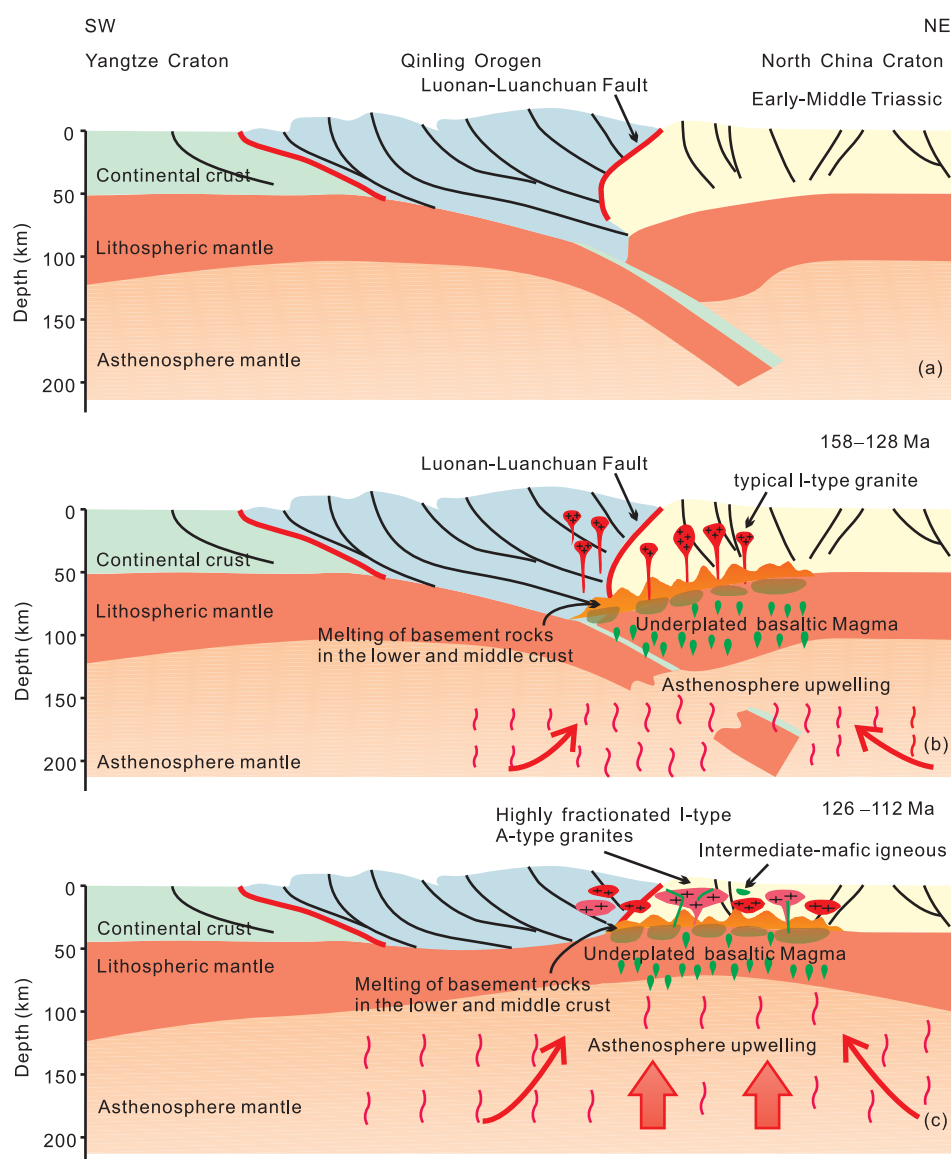 SW
NE
Yangtze Craton
Qinling Orogen
North China Craton
Luonan-Luanchuan Fault
Early-Middle Triassic
0
50
100
150
200
Depth (km)
Continental crust
Lithospheric mantle
Asthenosphere mantle
(a)
158–128 Ma
Luonan-Luanchuan Fault
typical I-type granite
0
50
100
150
200
Depth (km)
Continental crust
Lithospheric mantle
Underplated basaltic Magma
Melting of basement rocks
in the lower and middle crust
Asthenosphere upwelling
Asthenosphere mantle
(b)
126 –112 Ma
Highly fractionated I-type
A-type granites
Intermediate-mafic igneous
0
50
100
150
200
Depth (km)
Continental crust
Lithospheric mantle
Underplated basaltic Magma
Melting of basement rocks
in the lower and middle crust
Asthenosphere upwelling
Asthenosphere mantle
(c)